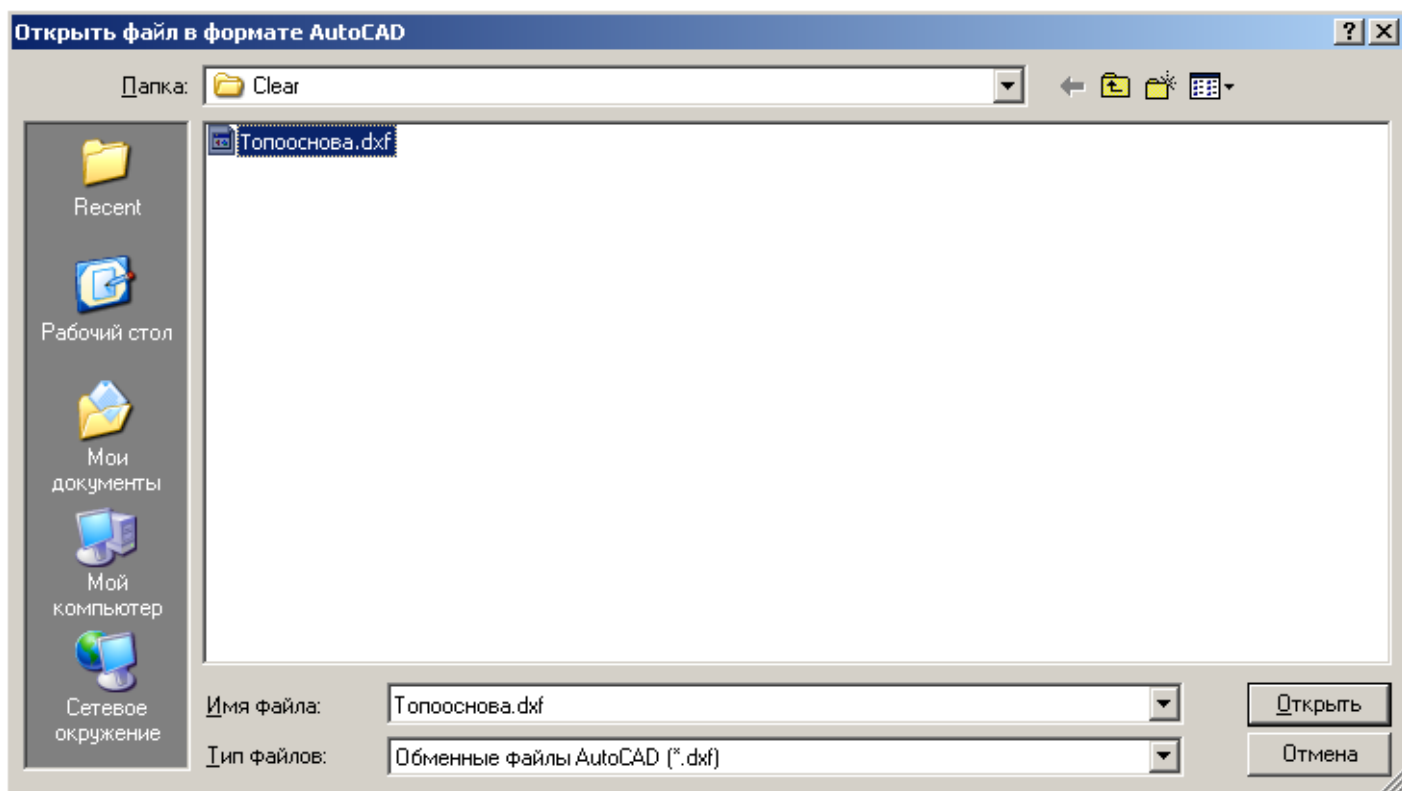 Открыть файл в формате AutoCAD
Папка:
Clear
Топооснова.dxf
Recent
Рабочий стол
Мои
документы
Мой
компьютер
Сетевое
окружение
Имя файла:
Топооснова.dxf
Открыть
Тип файлов:
Обменные файлы AutoCAD (*.dxf)
Отмена